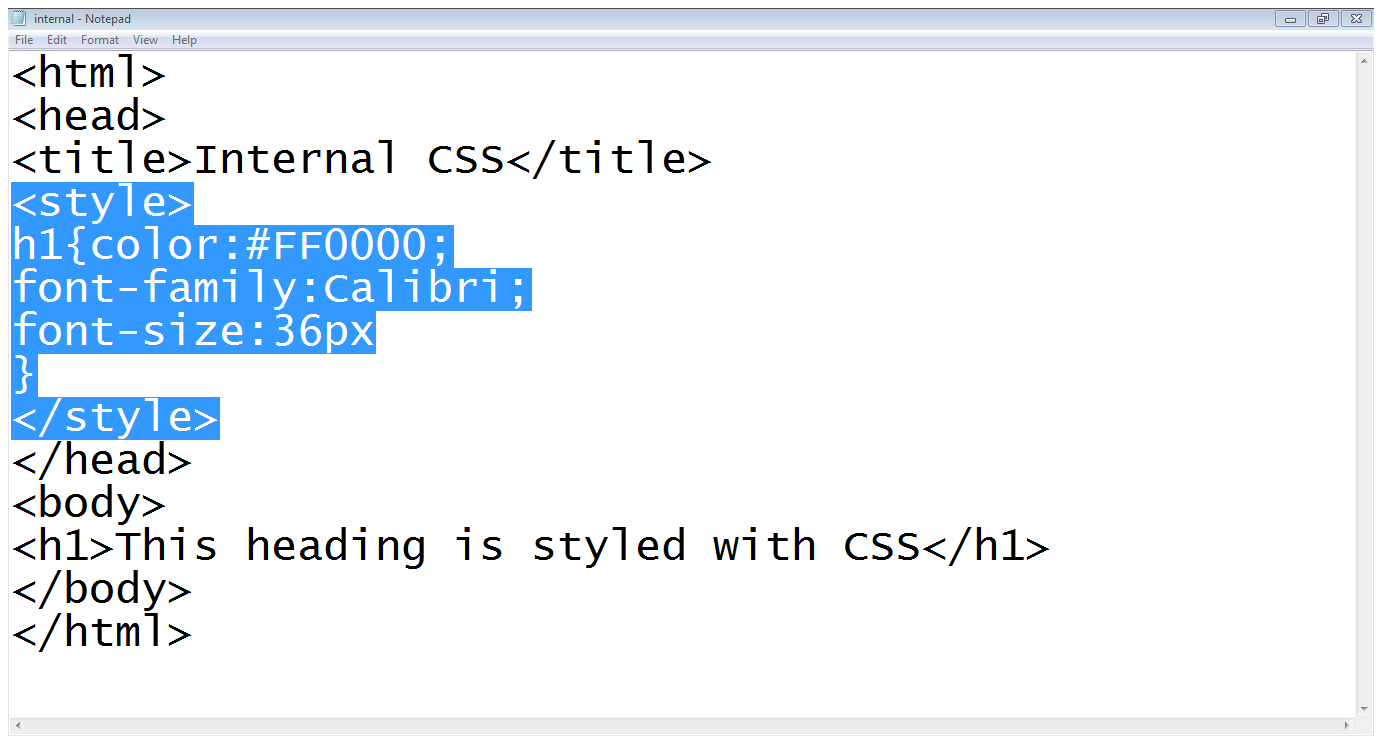 internal - Notepad
File Edit Format View Help
<html>
<head>
<title>Internal CSS</title>
<style>
h1{color:#FF0000;
font-family:Calibri;
font-size:36px
}
</style>
</head>
<body>
<h1>This heading is styled with CSS</h1>
</body>
</html>